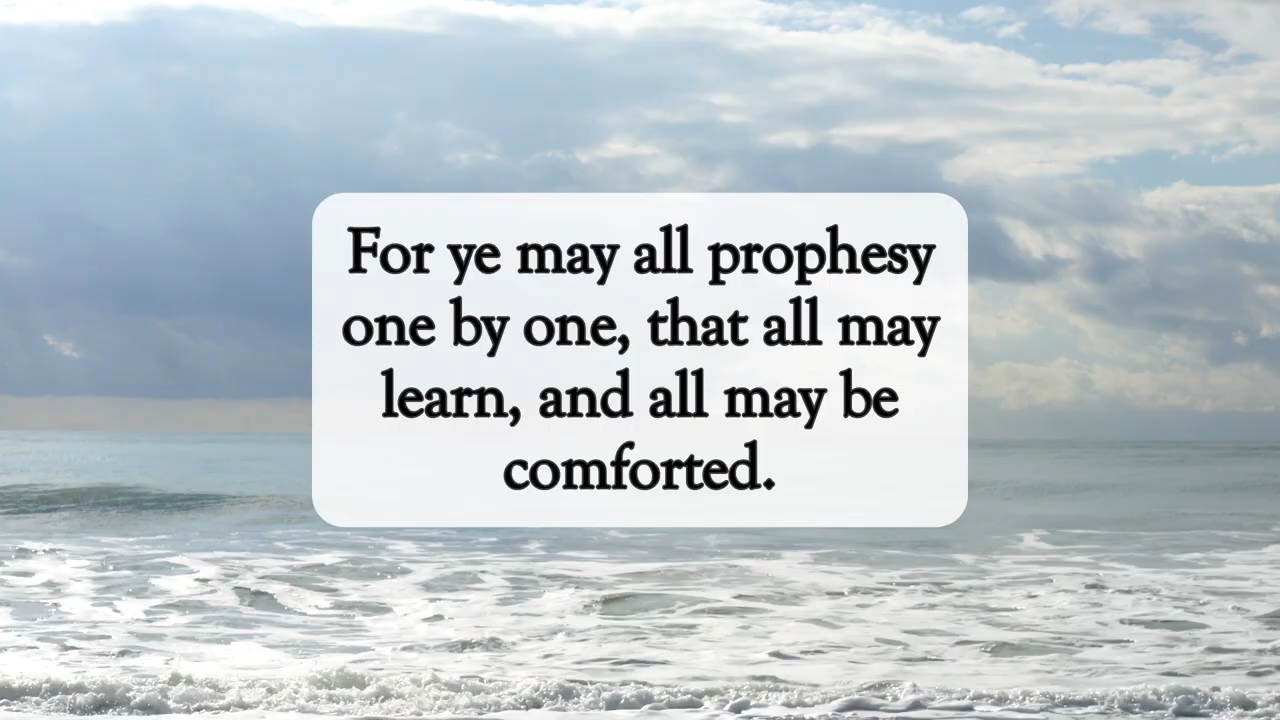 For ye may all prophesy
one by one, that all may
learn, and all may be
comforted.